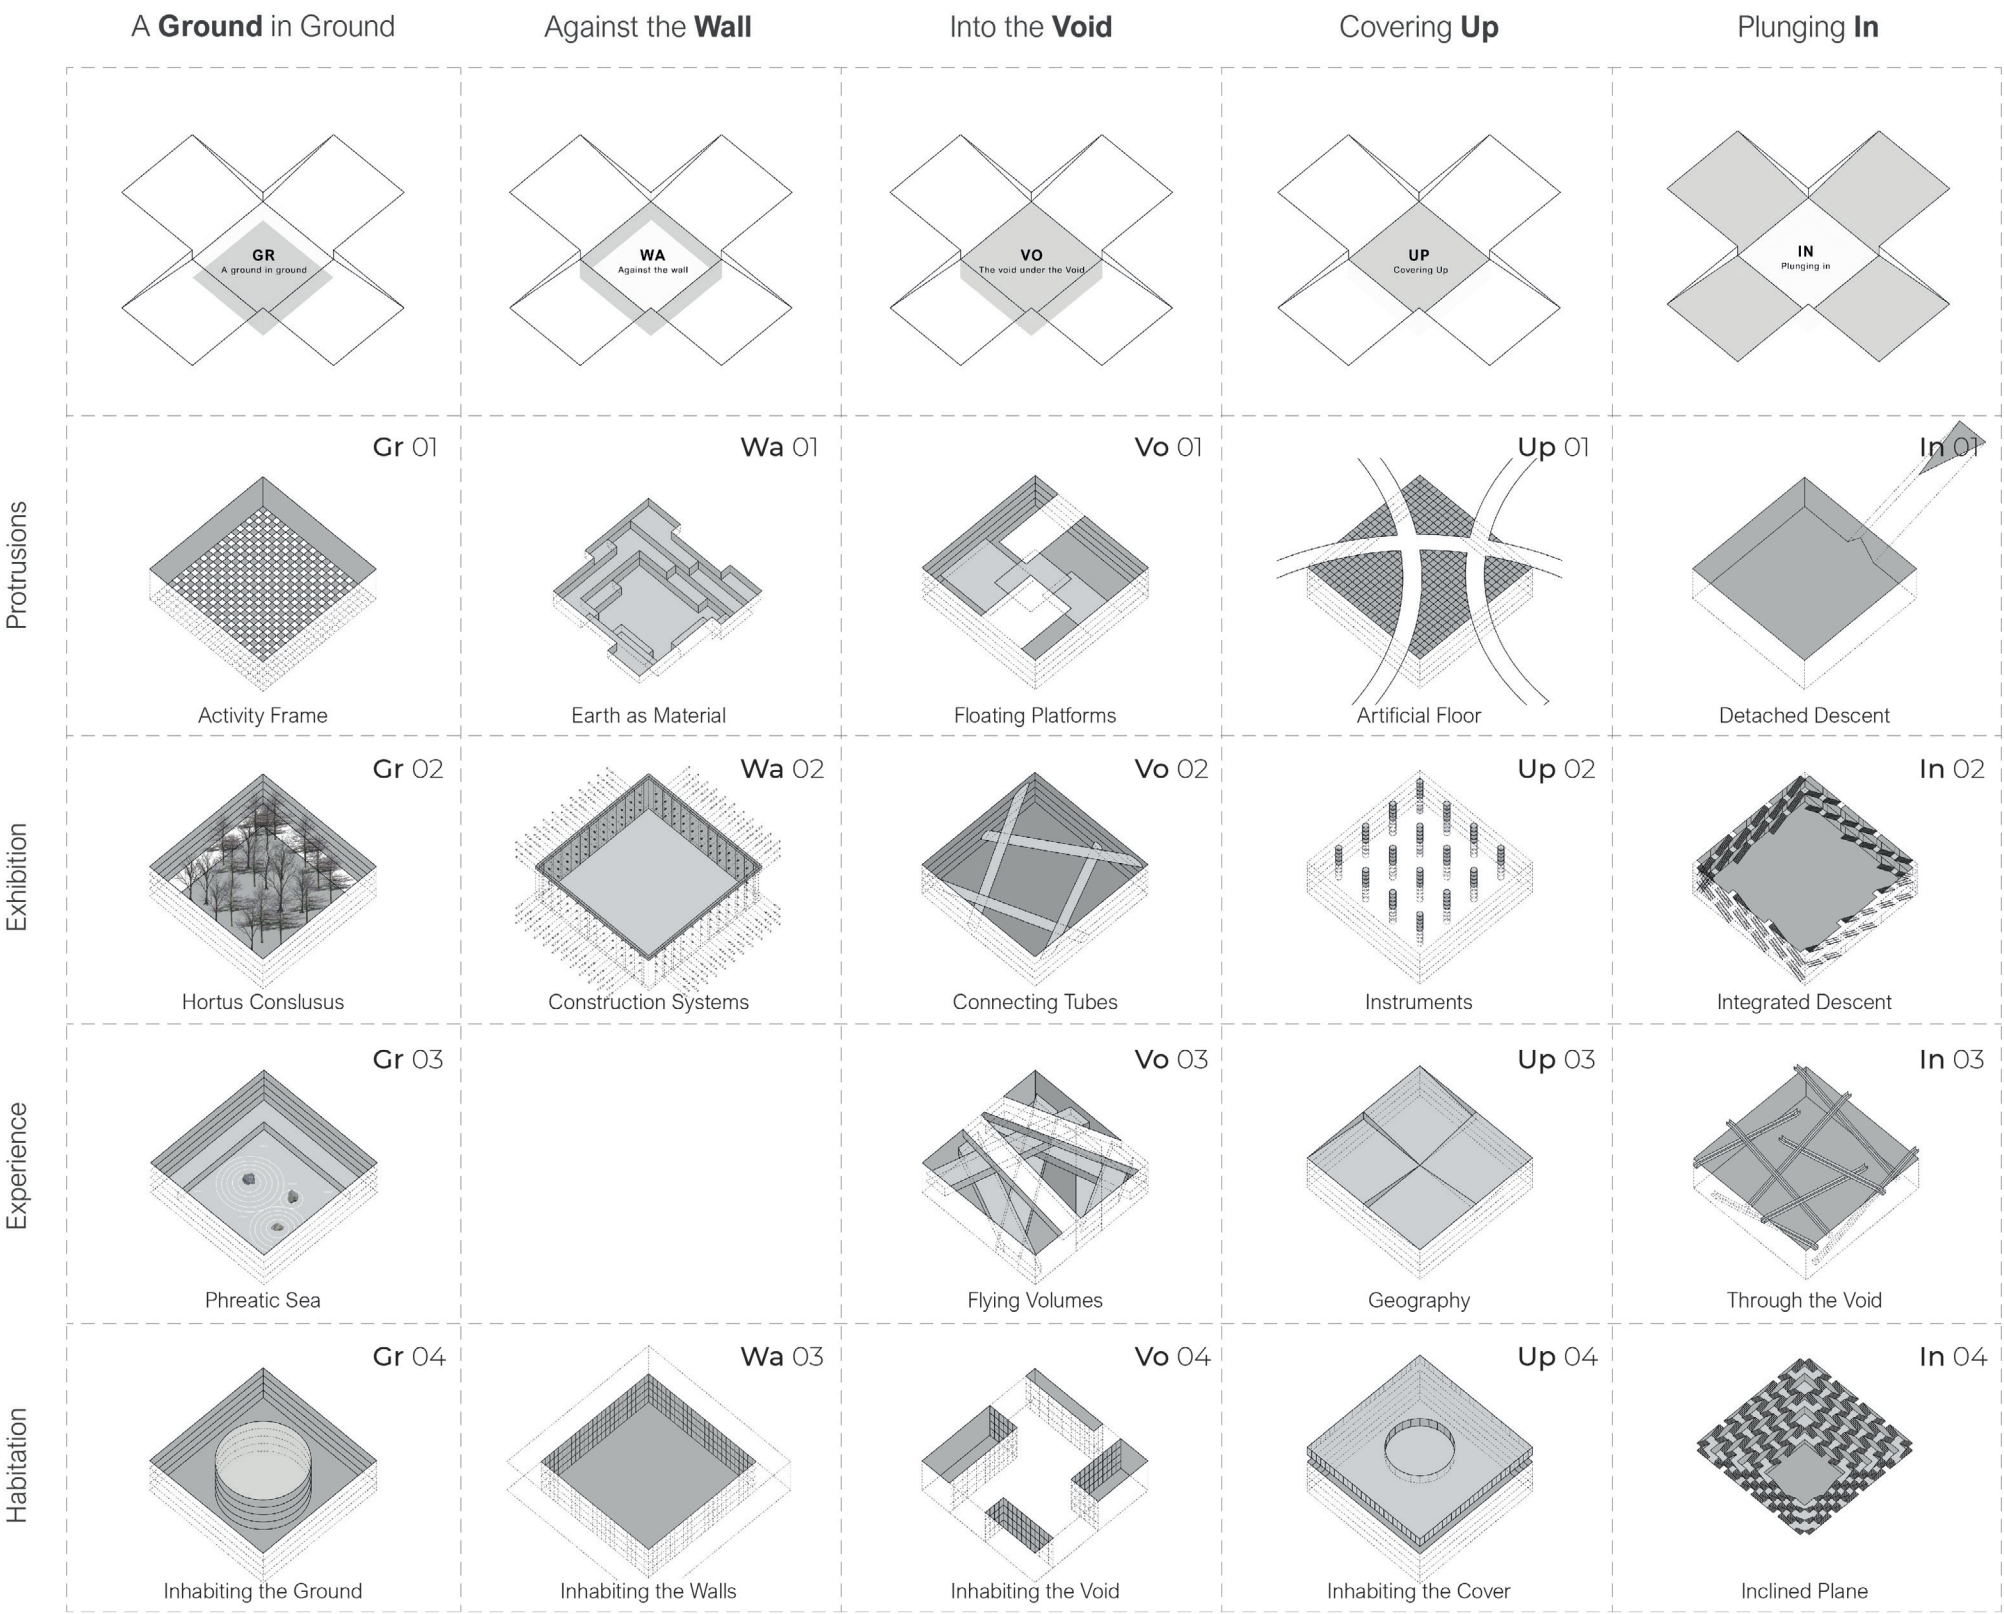 A Ground in Ground
Against the Wall
Into the Void
Covering Up
Plunging In
GR
A ground in ground
WA
Against the wall
VO
The void under the Void
UP
Covering Up
IN
Plunging in
Protrusions
Gr 01
Activity Frame
Wa 01
Earth as Material
Vo 01
Floating Platforms
Up 01
Artificial Floor
In 01
Detached Descent
Exhibition
Gr 02
Hortus Conslusus
Wa 02
Construction Systems
Vo 02
Connecting Tubes
Up 02
Instruments
In 02
Integrated Descent
Experience
Gr 03
Phreatic Sea
Vo 03
Flying Volumes
Up 03
Geography
In 03
Through the Void
Habitation
Gr 04
Inhabiting the Ground
Wa 03
Inhabiting the Walls
Vo 04
Inhabiting the Void
Up 04
Inhabiting the Cover
In 04
Inclined Plane